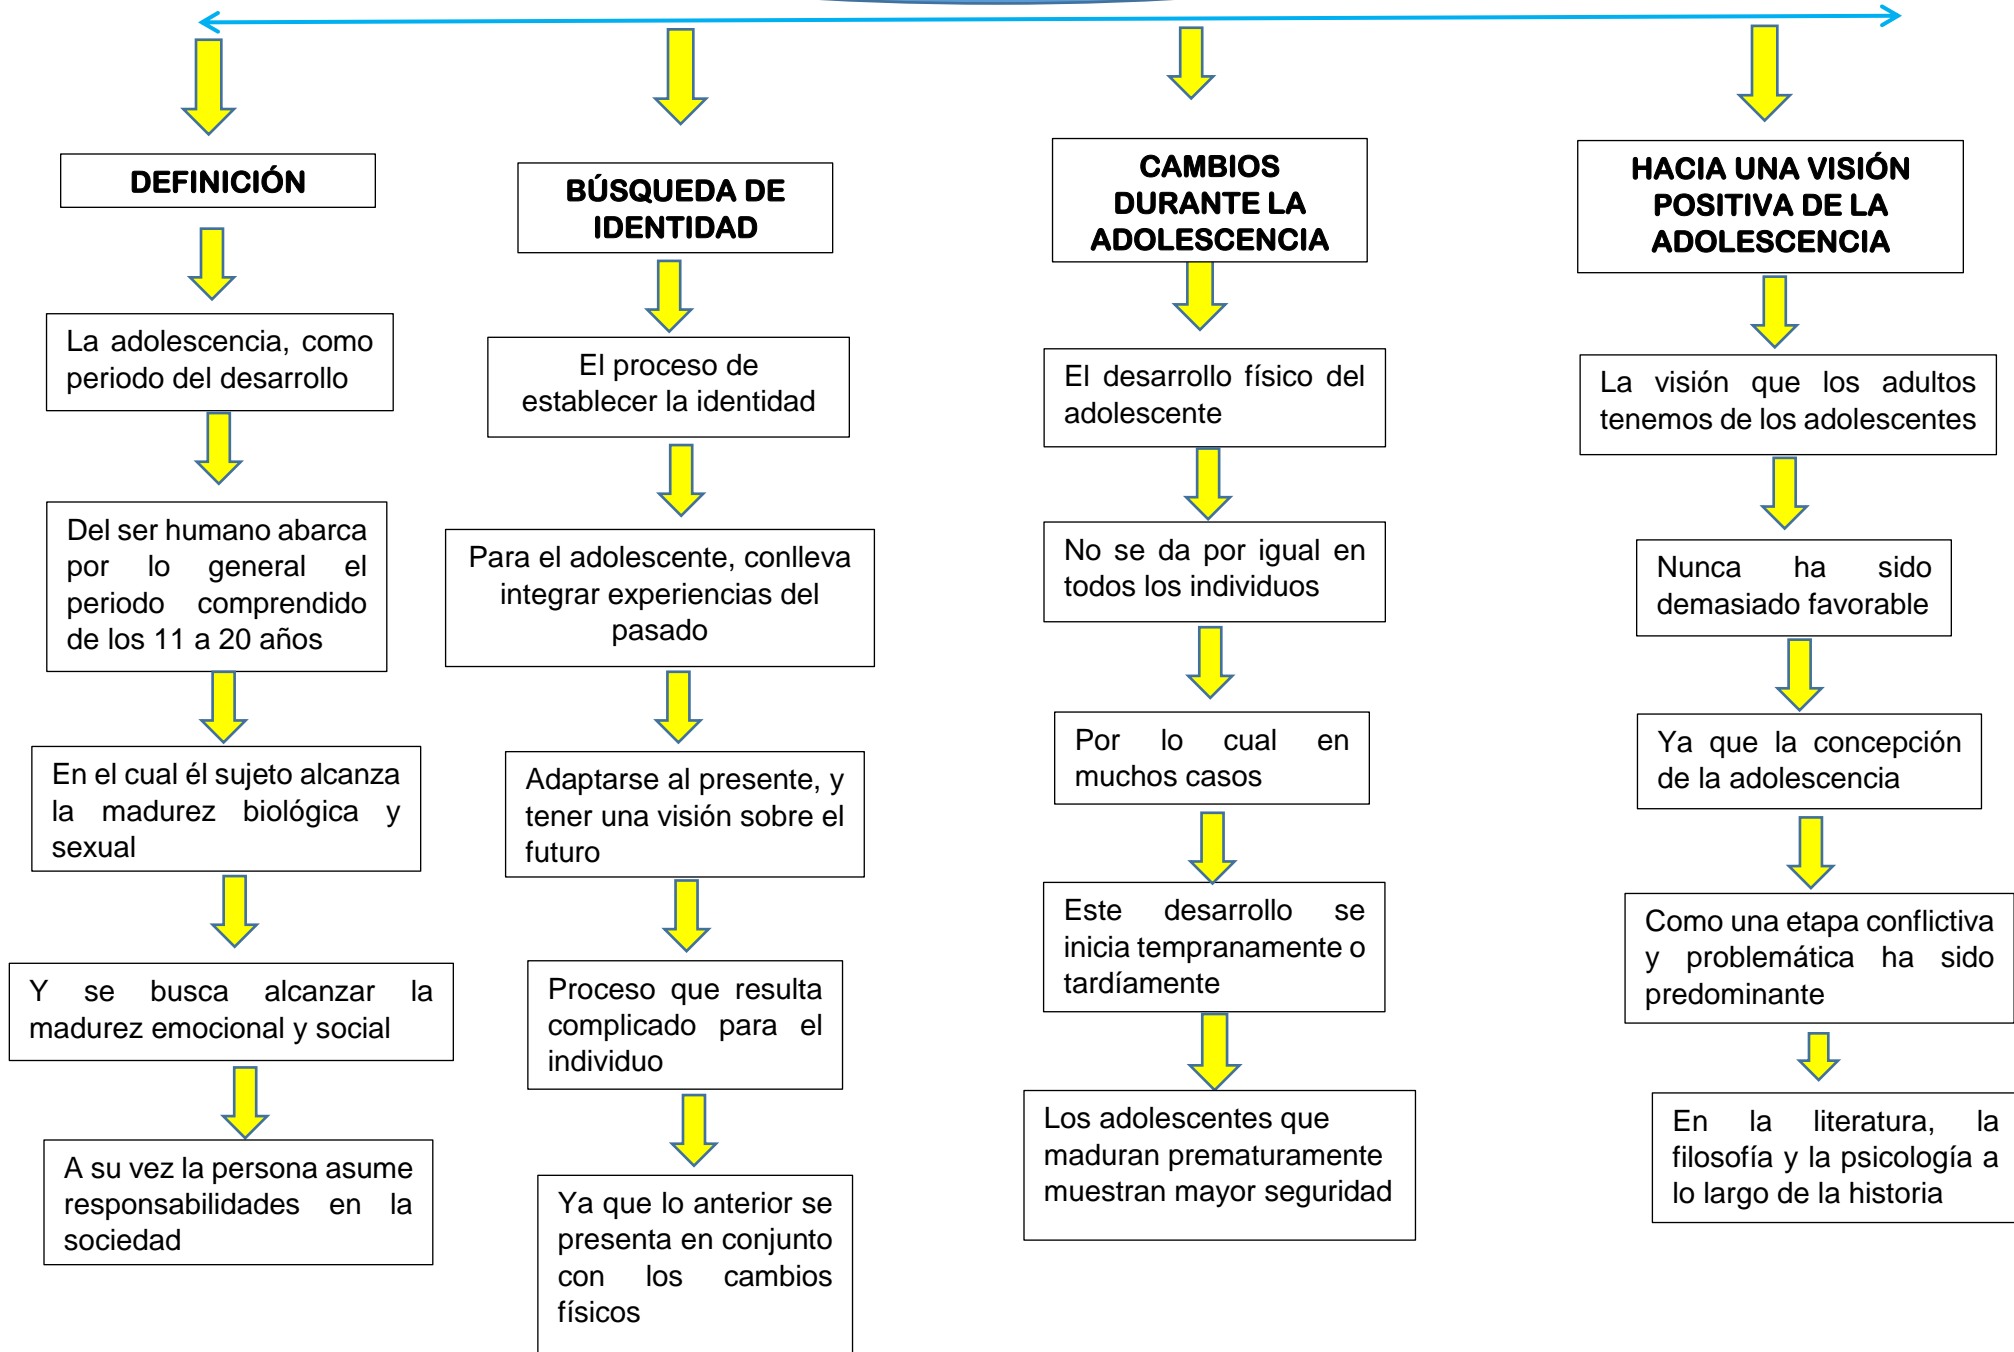 DEFINICIÓN
La adolescencia, como
periodo del desarrollo
Del ser humano abarca
por lo general el
periodo comprendido
de los 11 a 20 años
En el cual él sujeto alcanza
la madurez biológica y
sexual
Y se busca alcanzar la
madurez emocional y social
A su vez la persona asume
responsabilidades en la
sociedad
BÚSQUEDA DE
IDENTIDAD
El proceso de
establecer la identidad
Para el adolescente, conlleva
integrar experiencias del
pasado
Adaptarse al presente, y
tener una visión sobre el
futuro
Proceso que resulta
complicado para el
individuo
Ya que lo anterior se
presenta en conjunto
con los cambios
físicos
CAMBIOS
DURANTE LA
ADOLESCENCIA
El desarrollo físico del
adolescente
No se da por igual en
todos los individuos
Por lo cual en
muchos casos
Este desarrollo se
inicia tempranamente o
tardíamente
Los adolescentes que
maduran prematuramente
muestran mayor seguridad
HACIA UNA VISIÓN
POSITIVA DE LA
ADOLESCENCIA
La visión que los adultos
tenemos de los adolescentes
Nunca ha sido
demasiado favorable
Ya que la concepción
de la adolescencia
Como una etapa conflictiva
y problemática ha sido
predominante
En la literatura, la
filosofía y la psicología a
lo largo de la historia